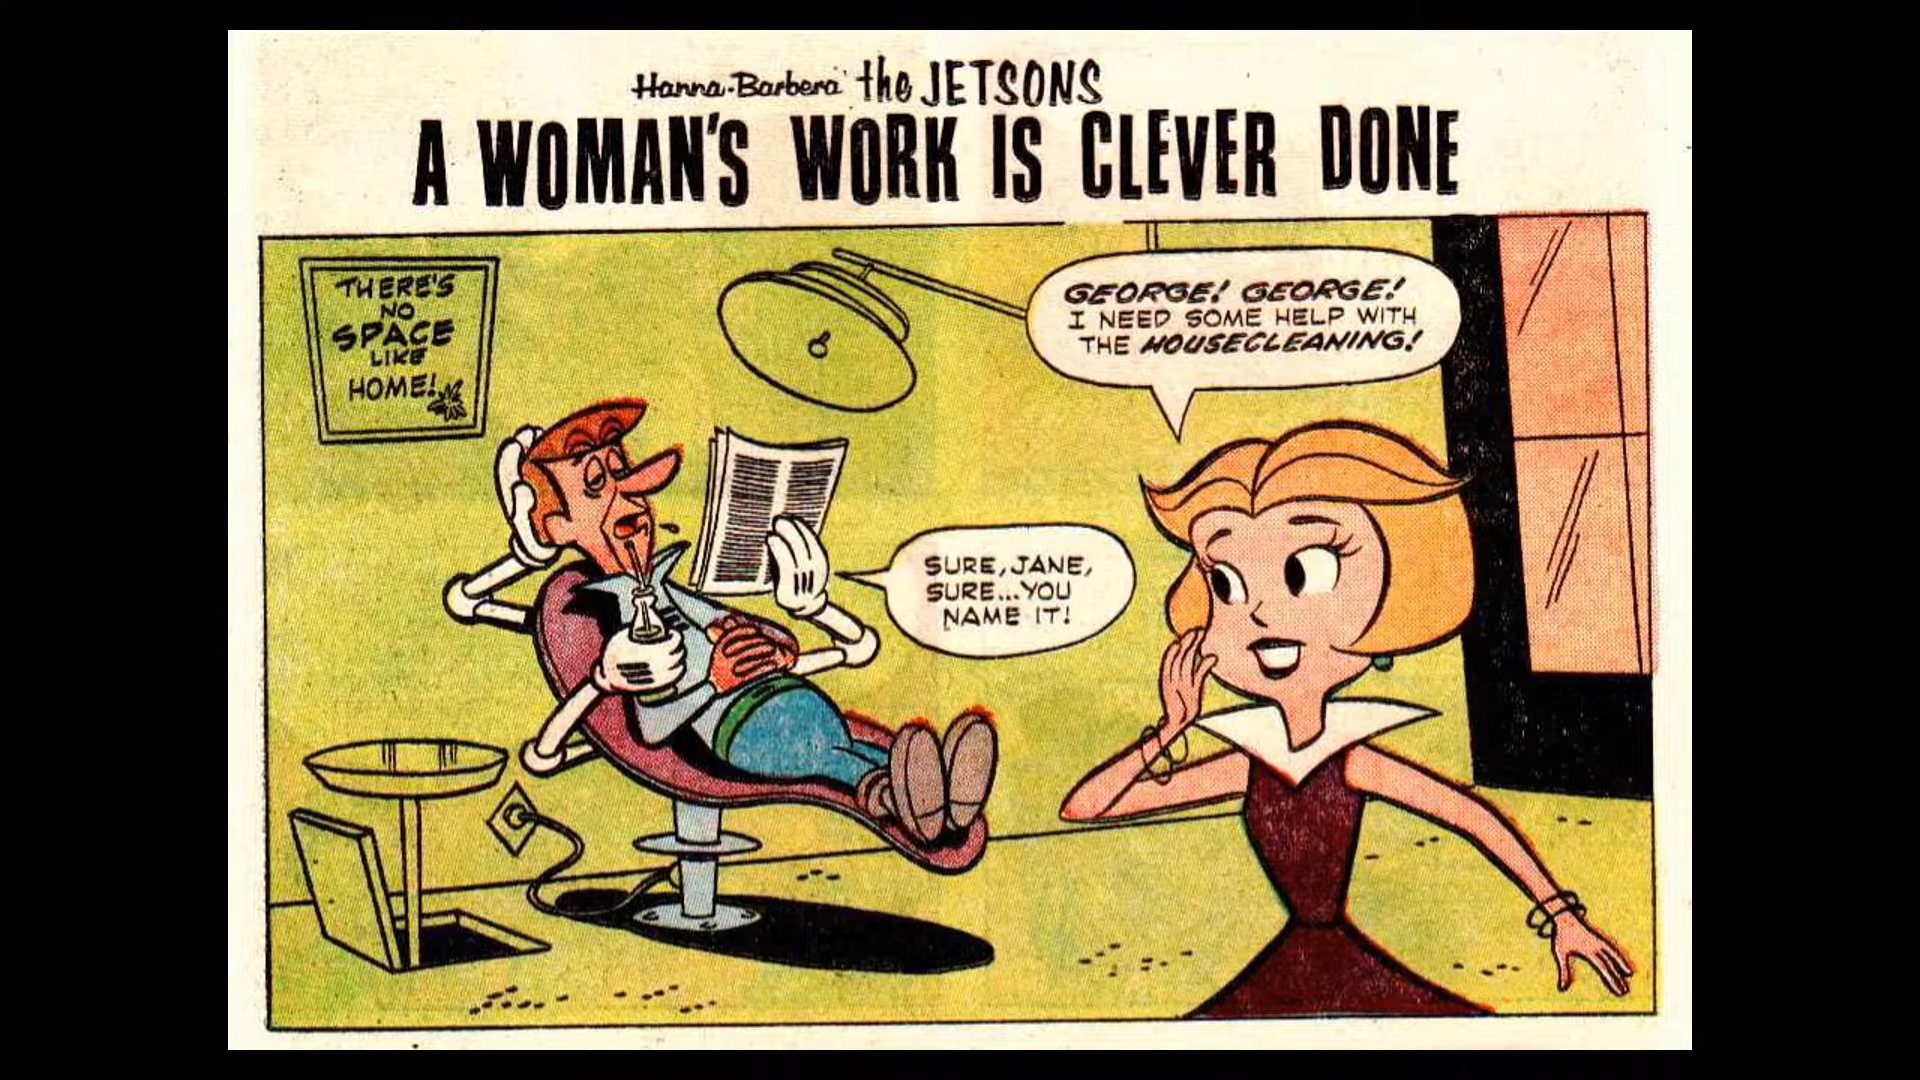 Hanna-Barbera the JETSONS
A WOMAN'S WORK IS CLEVER DONE
THERE'S
NO
SPACE
LIKE
HOME!
GEORGE! GEORGE!
I NEED SOME HELP WITH
THE HOUSECLEANING!
SURE, JANE,
SURE...YOU
NAME IT!